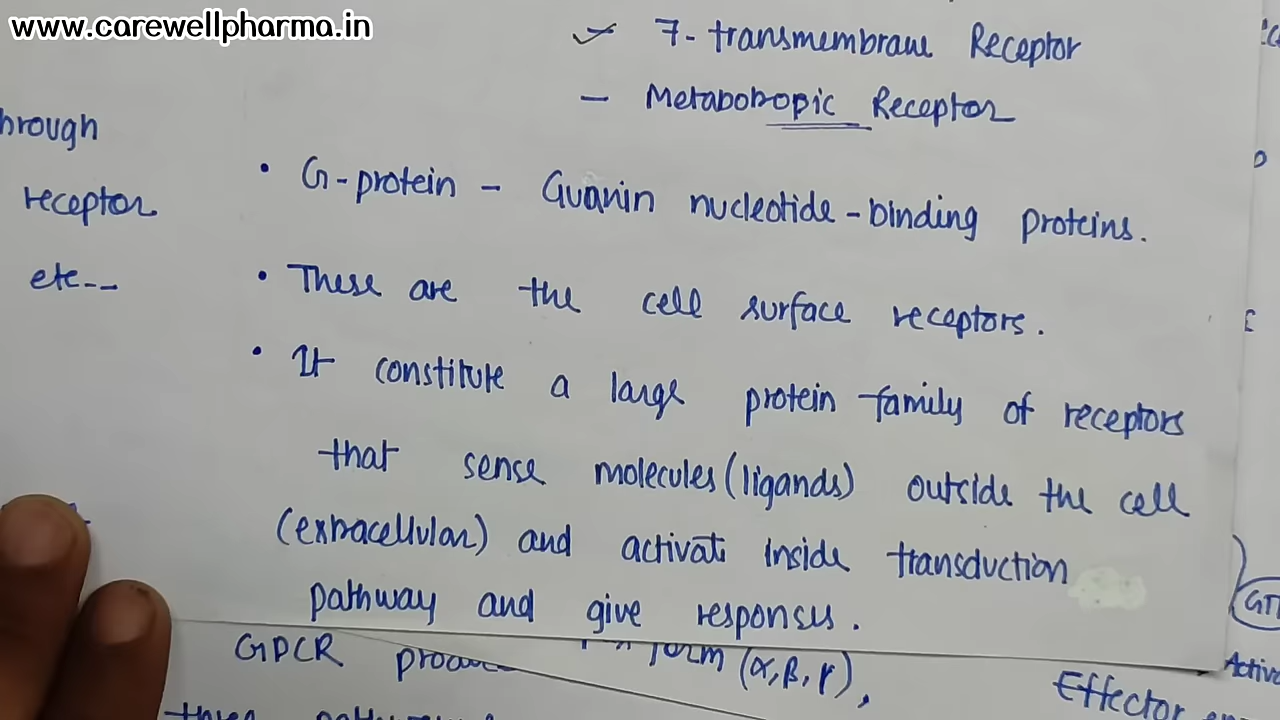 www.carewellpharma.in
7-transmembrane Receptor
- Metabotropic Receptor
hrough
receptor
etc--
• G-protein - Guanin nucleotide-binding proteins.
• These are the cell surface receptors.
• It constitute a large protein family of receptors
that sense molecules (ligands) outside the cell
(extracellular) and activate inside transduction
pathway and give responses.
GPCR form (α, β, γ),
Effector